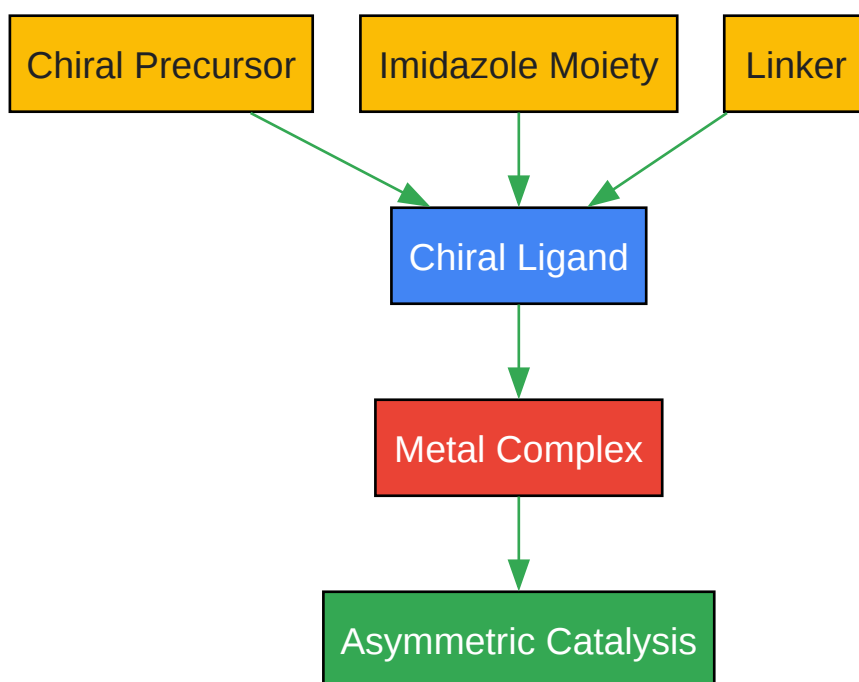 Chiral Precursor
Imidazole Moiety
Linker
Chiral Ligand
Metal Complex
Asymmetric Catalysis